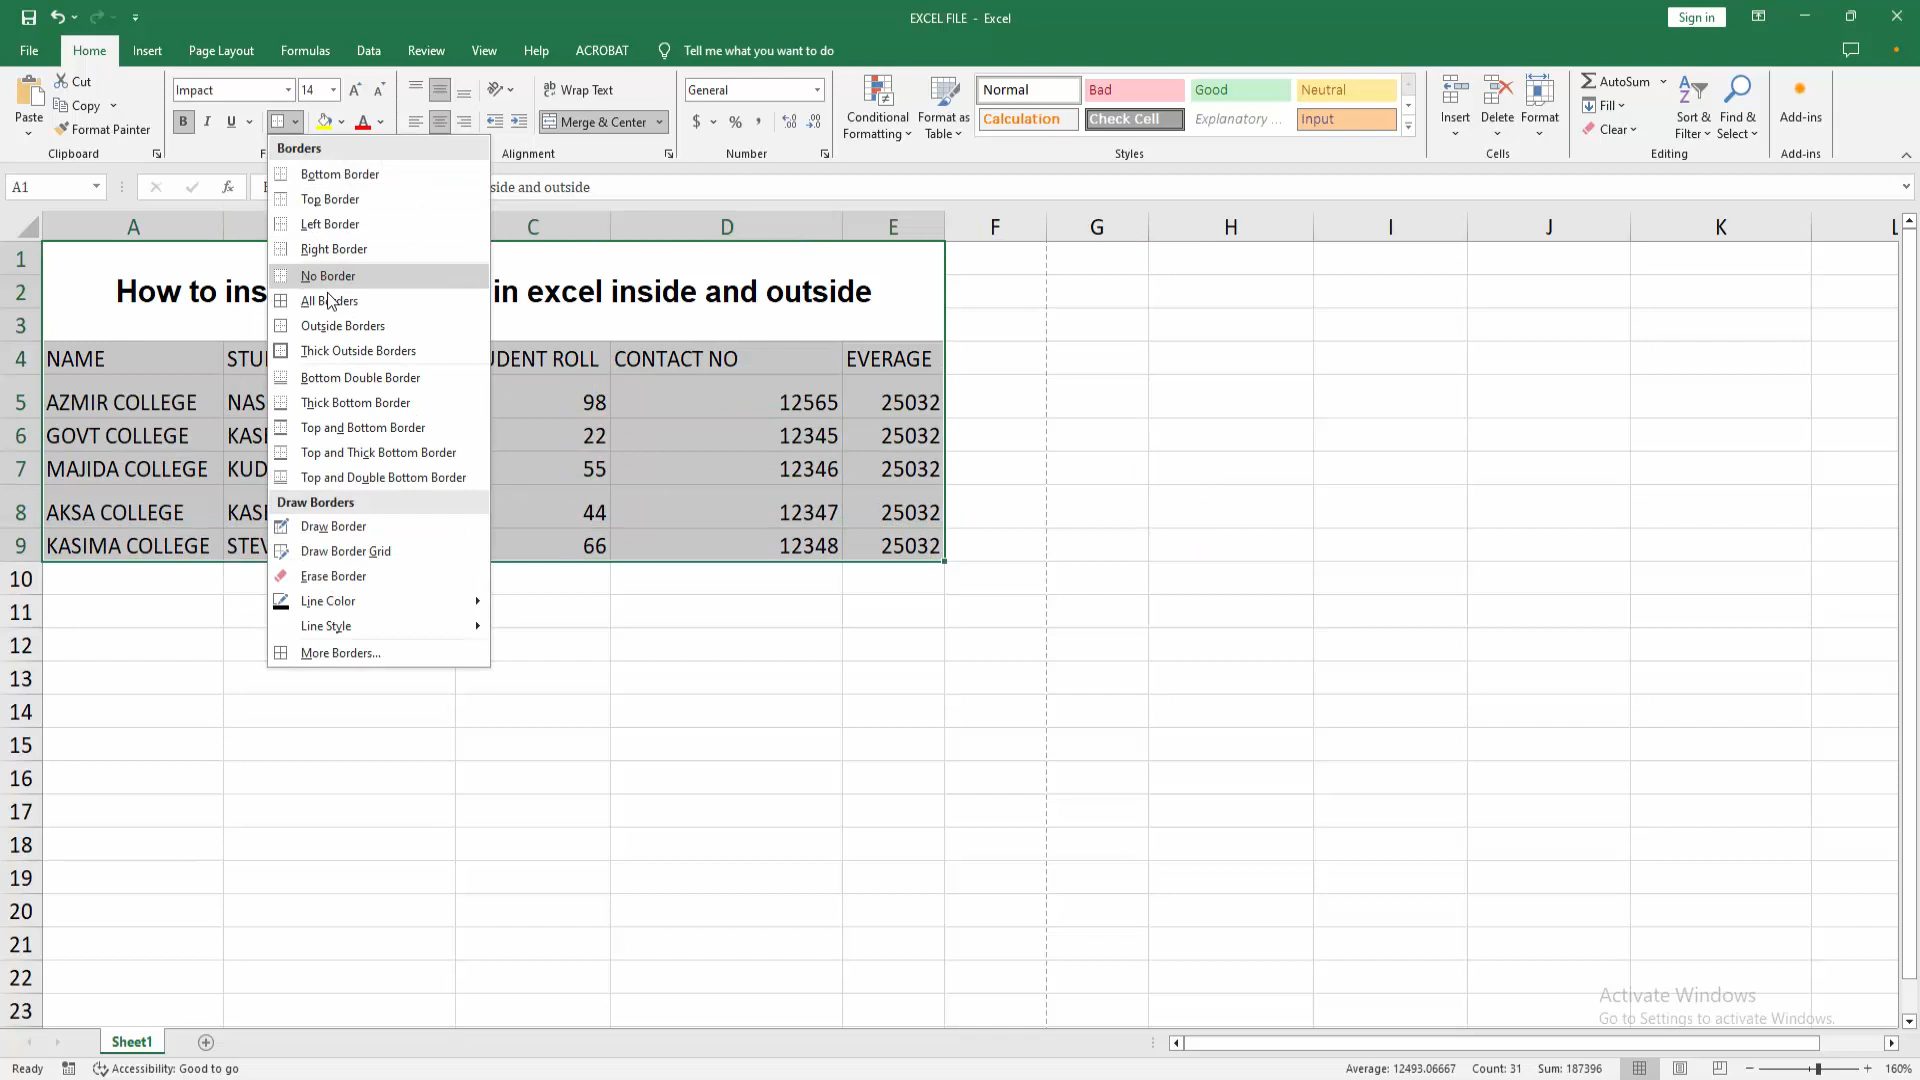 EXCEL FILE - Excel
Sign in
File Home Insert Page Layout Formulas Data Review View Help ACROBAT Tell me what you want to do
Paste
Cut
Copy
Format Painter
Clipboard
Impact 14
B I U
Wrap Text
Merge & Center
Alignment
General
$ % ,
Number
Conditional Formatting
Format as Table
Normal Bad Good Neutral
Calculation Check Cell Explanatory ... Input
Styles
Insert Delete Format
Cells
AutoSum
Fill
Clear
Sort & Filter
Find & Select
Editing
Add-ins
Add-ins
A1 fx side and outside
Borders
Bottom Border
Top Border
Left Border
Right Border
No Border
All Borders
Outside Borders
Thick Outside Borders
Bottom Double Border
Thick Bottom Border
Top and Bottom Border
Top and Thick Bottom Border
Top and Double Bottom Border
Draw Borders
Draw Border
Draw Border Grid
Erase Border
Line Color
Line Style
More Borders...
A C D E F G H I J K L
1
2 How to ins in excel inside and outside
3
4 NAME STU UDENT ROLL CONTACT NO EVERAGE
5 AZMIR COLLEGE NAS 98 12565 25032
6 GOVT COLLEGE KASI 22 12345 25032
7 MAJIDA COLLEGE KUD 55 12346 25032
8 AKSA COLLEGE KASI 44 12347 25032
9 KASIMA COLLEGE STEV 66 12348 25032
10
11
12
13
14
15
16
17
18
19
20
21
22
23
Activate Windows
Go to Settings to activate Windows.
Sheet1
Ready Accessibility: Good to go Average: 12493.06667 Count: 31 Sum: 187396 160%